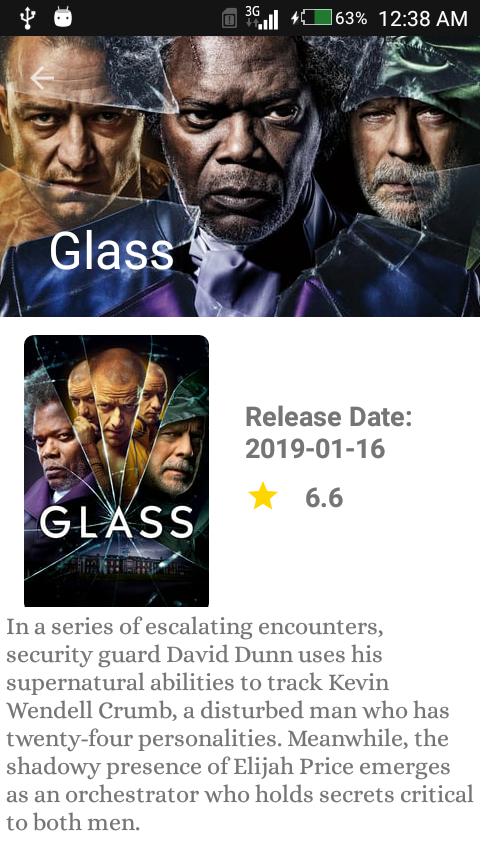 3G 63% 12:38 AM
Glass
Release Date:
2019-01-16
6.6
GLASS
In a series of escalating encounters,
security guard David Dunn uses his
supernatural abilities to track Kevin
Wendell Crumb, a disturbed man who has
twenty-four personalities. Meanwhile, the
shadowy presence of Elijah Price emerges
as an orchestrator who holds secrets critical
to both men.